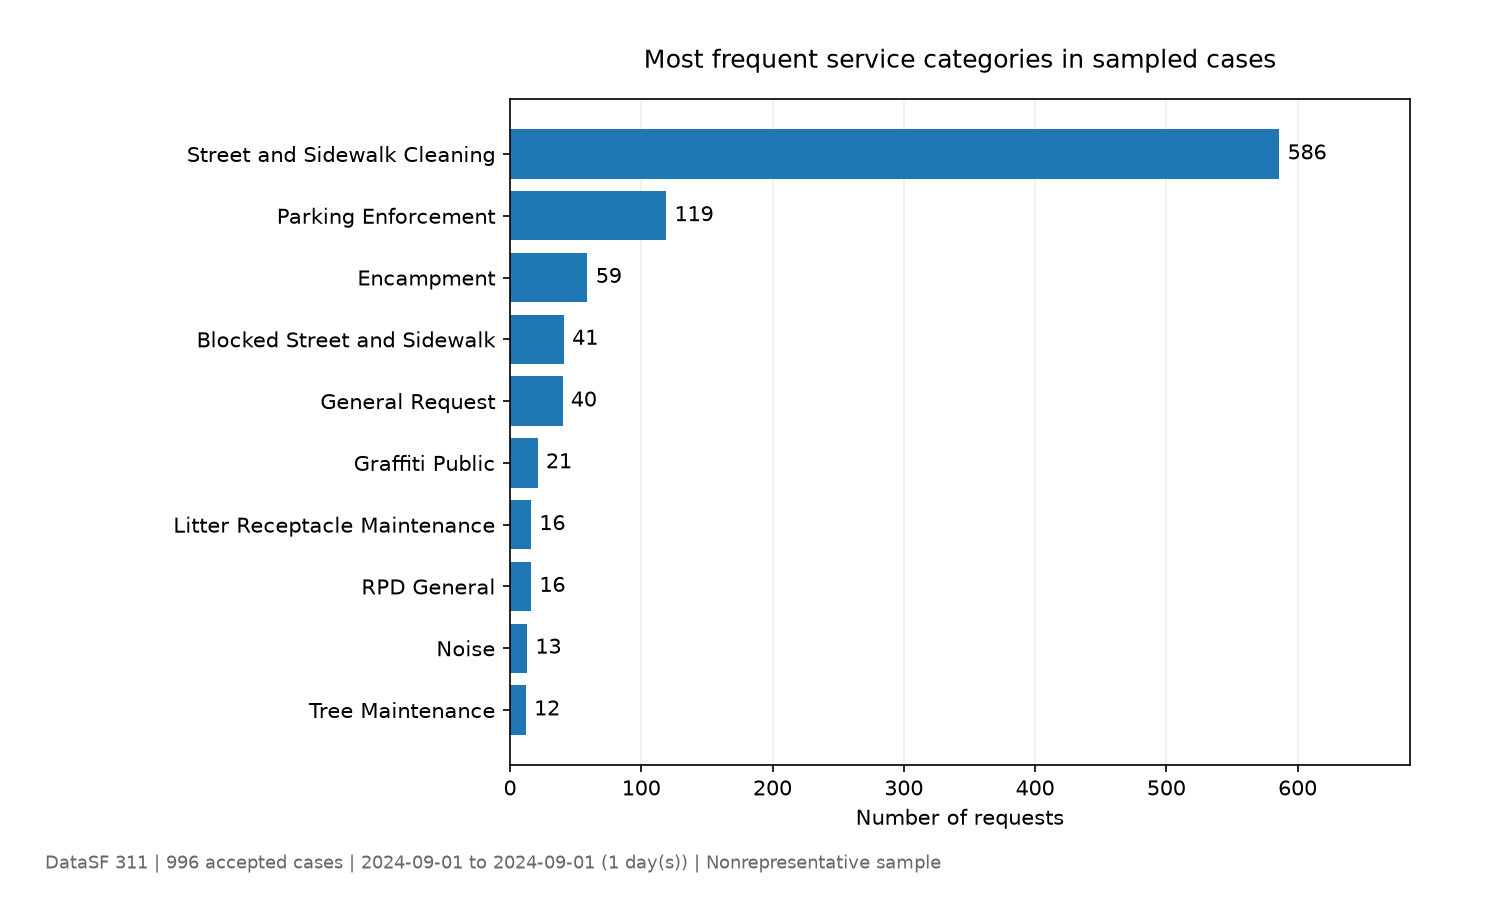 Most frequent service categories in sampled cases
Street and Sidewalk Cleaning 586
Parking Enforcement 119
Encampment 59
Blocked Street and Sidewalk 41
General Request 40
Graffiti Public 21
Litter Receptacle Maintenance 16
RPD General 16
Noise 13
Tree Maintenance 12
0 100 200 300 400 500 600
Number of requests
DataSF 311 | 996 accepted cases | 2024-09-01 to 2024-09-01 (1 day(s)) | Nonrepresentative sample